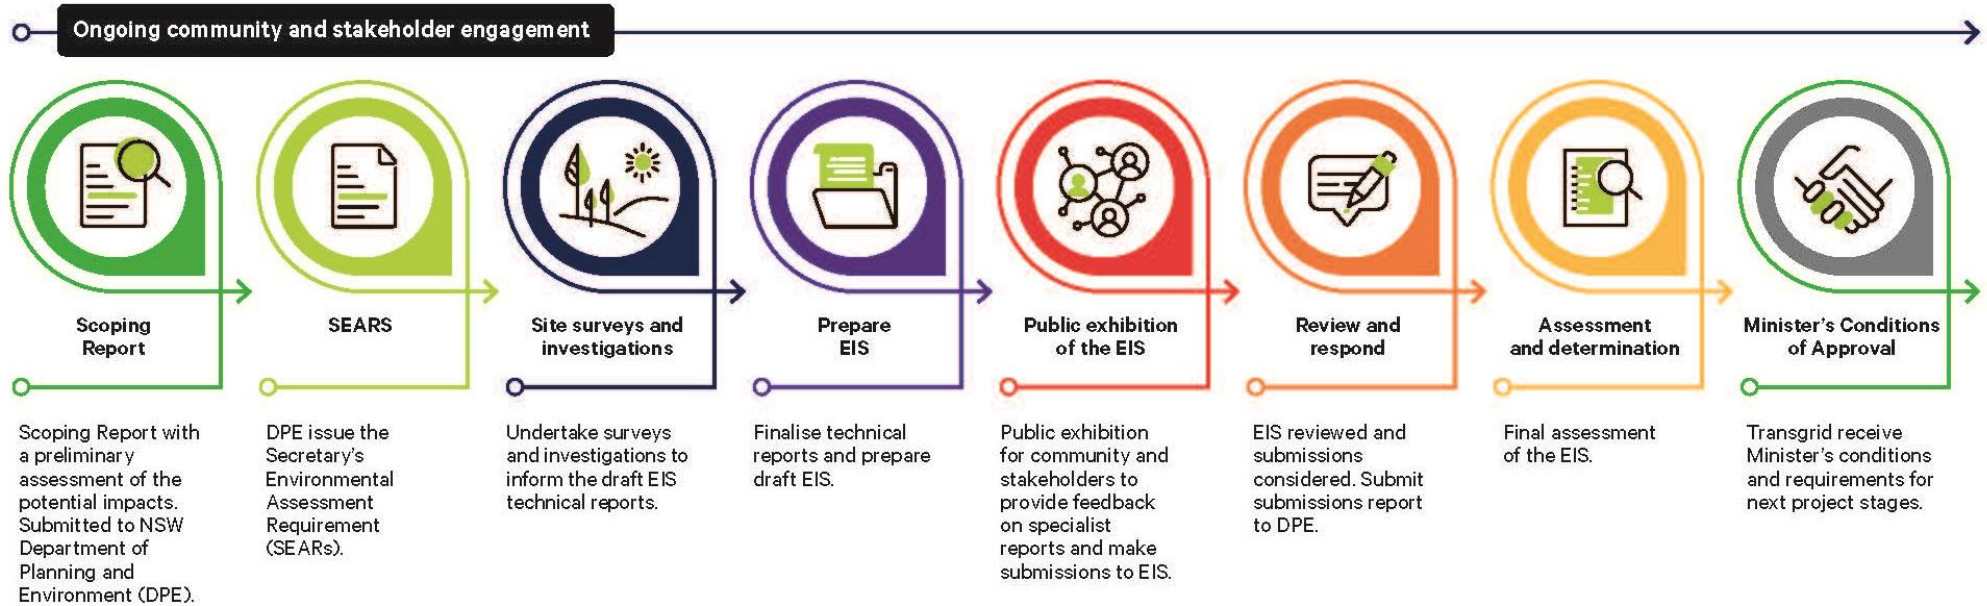 Ongoing community and stakeholder engagement
Scoping
Report
Scoping Report with
a preliminary
assessment of the
potential impacts.
Submitted to NSW
Department of
Planning and
Environment (DPE).
SEARS
DPE issue the
Secretary's
Environmental
Assessment
Requirement
(SEARs).
Site surveys and
investigations
Undertake surveys
and investigations to
inform the draft EIS
technical reports.
Prepare
EIS
Finalise technical
reports and prepare
draft EIS.
Public exhibition
of the EIS
Public exhibition
for community and
stakeholders to
provide feedback
on specialist
reports and make
submissions to EIS.
Review and
respond
EIS reviewed and
submissions
considered. Submit
submissions report
to DPE.
Assessment
and determination
Final assessment
of the EIS.
Minister's Conditions
of Approval
Transgrid receive
Minister's conditions
and requirements for
next project stages.